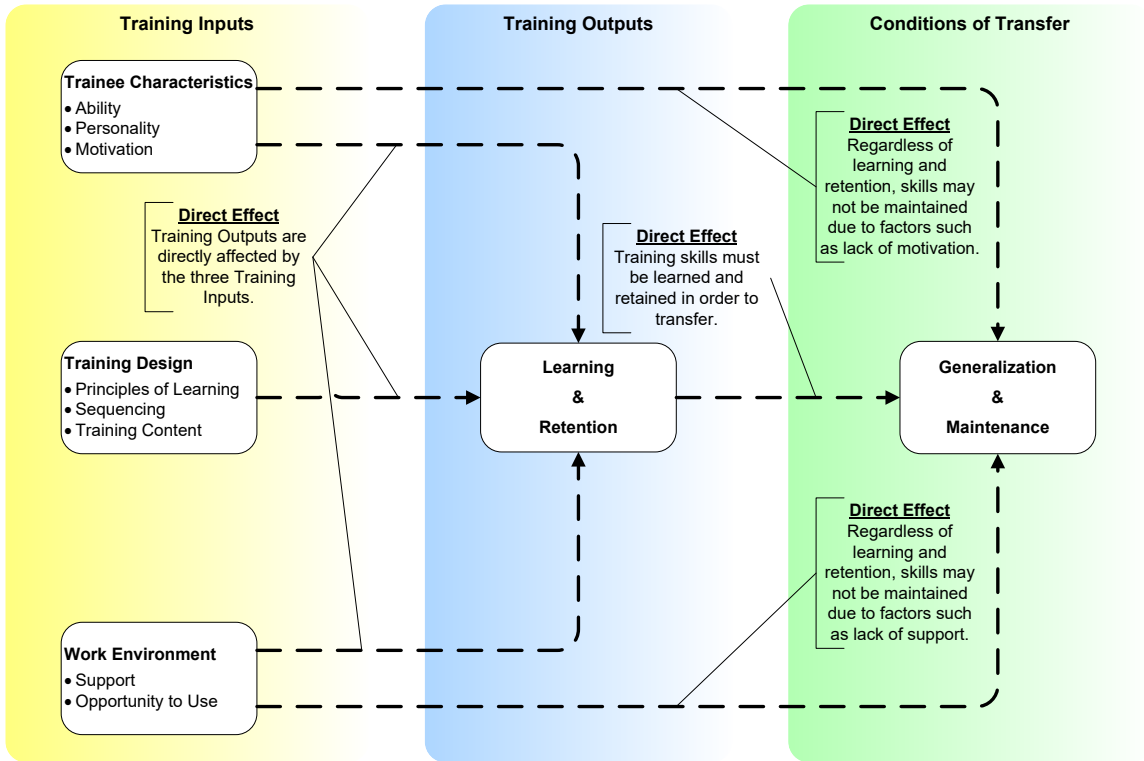 Training Inputs
Trainee Characteristics
• Ability
• Personality
• Motivation
Direct Effect
Training Outputs are
directly affected by
the three Training
Inputs.
Training Design
• Principles of Learning
• Sequencing
• Training Content
Work Environment
• Support
• Opportunity to Use
Training Outputs
Direct Effect
Training skills must
be learned and
retained in order to
transfer.
Learning
&
Retention
Conditions of Transfer
Direct Effect
Regardless of
learning and
retention, skills may
not be maintained
due to factors such
as lack of motivation.
Generalization
&
Maintenance
Direct Effect
Regardless of
learning and
retention, skills may
not be maintained
due to factors such
as lack of support.